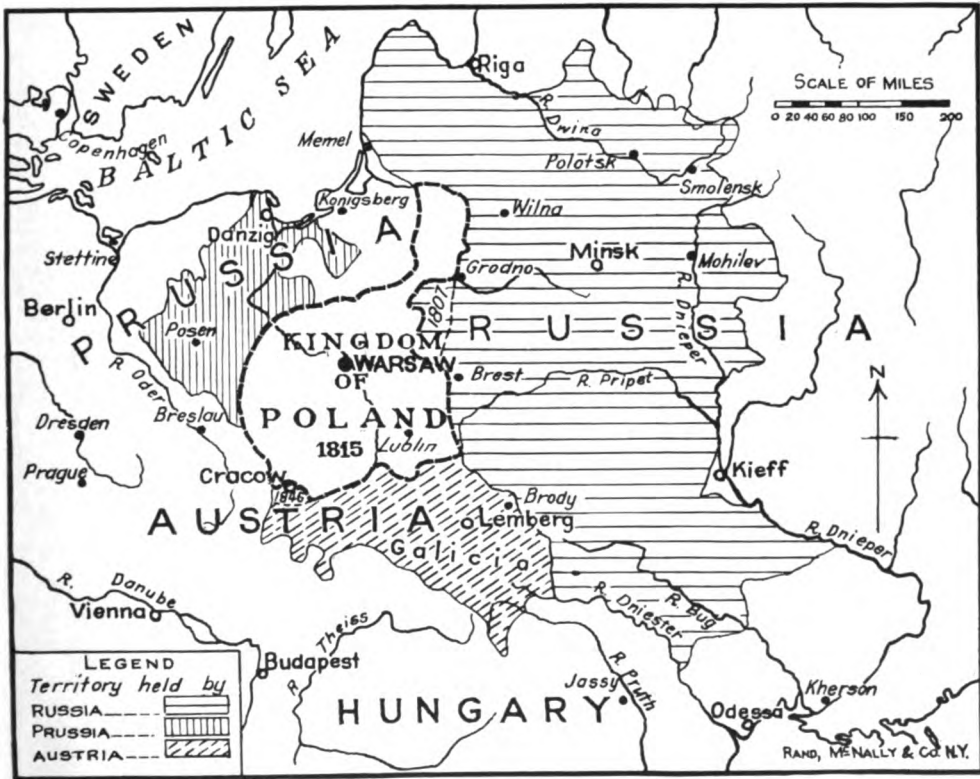 SWEDEN
BALTIC SEA
Copenhagen
Riga
R. Dwina
SCALE OF MILES
0 20 40 60 80 100 150 200
Memel
Polotsk
Smolensk
Konigsberg
Wilna
Danzig
Stettine
PRUSSIA
Minsk
Mohilev
Grodno
1807
Berlin
RUSSIA
R. Dnieper
Posen
KINGDOM
WARSAW
OF
Brest
R. Pripet
N
R. Oder
POLAND
1815
Lublin
Dresden
Breslau
Prague
Cracow
1846
Kieff
Brody
AUSTRIA
Lemberg
Galicia
R. Dnieper
R. Danube
Vienna
R. Theiss
R. Dniester
R. Bug
Budapest
R. Pruth
Jassy
HUNGARY
Kherson
Odessa
LEGEND
Territory held by
RUSSIA
PRUSSIA
AUSTRIA
RAND, McNALLY & CO. N.Y.